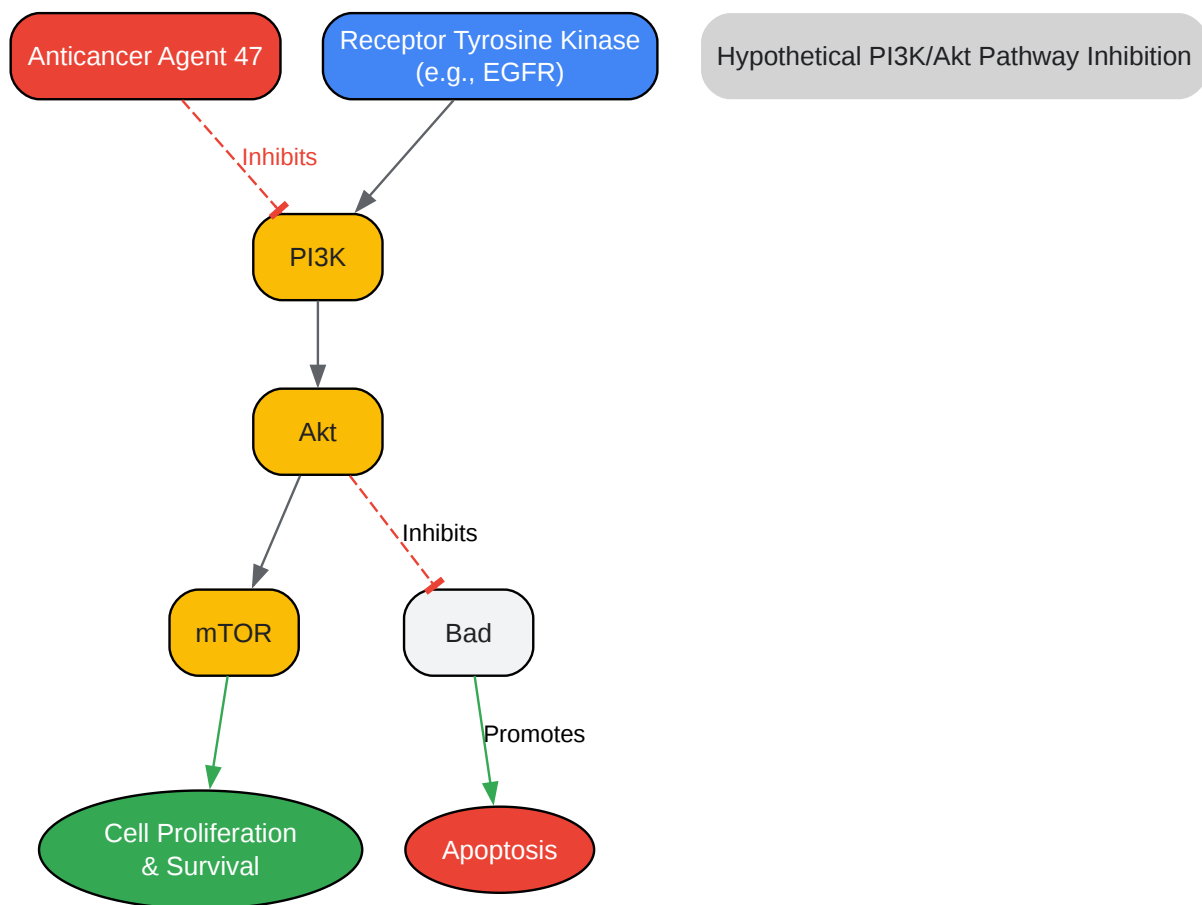 Anticancer Agent 47
Receptor Tyrosine Kinase
(e.g., EGFR)
Hypothetical PI3K/Akt Pathway Inhibition
Inhibits
PI3K
Akt
Inhibits
mTOR
Bad
Promotes
Cell Proliferation
& Survival
Apoptosis